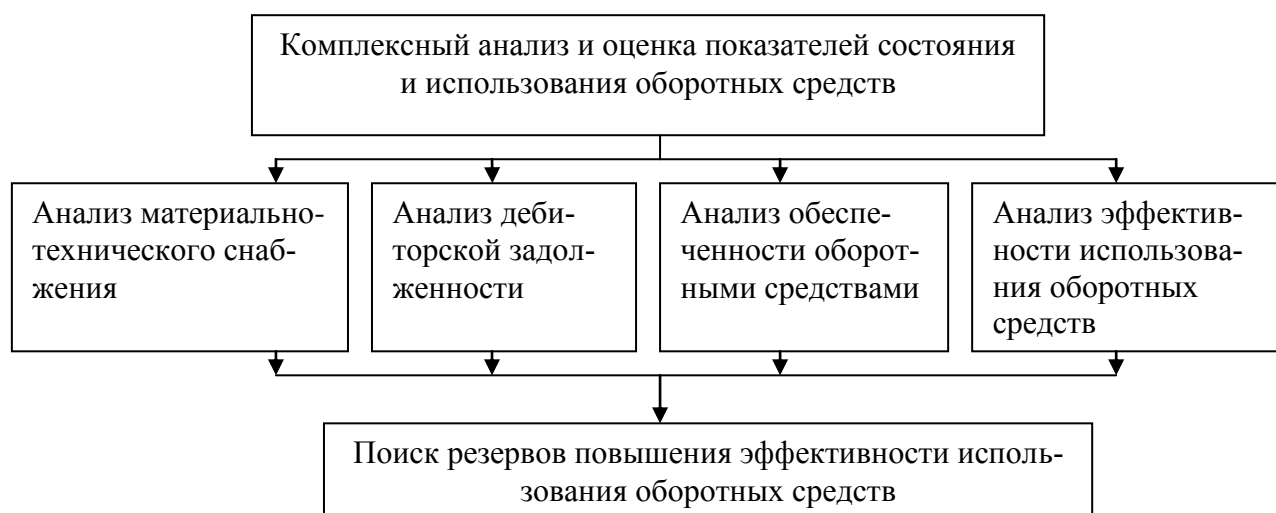 Комплексный анализ и оценка показателей состояния
и использования оборотных средств
Анализ материально-
технического снаб-
жения
Анализ деби-
торской задол-
женности
Анализ обеспе-
ченности оборот-
ными средствами
Анализ эффектив-
ности использова-
ния оборотных
средств
Поиск резервов повышения эффективности исполь-
зования оборотных средств